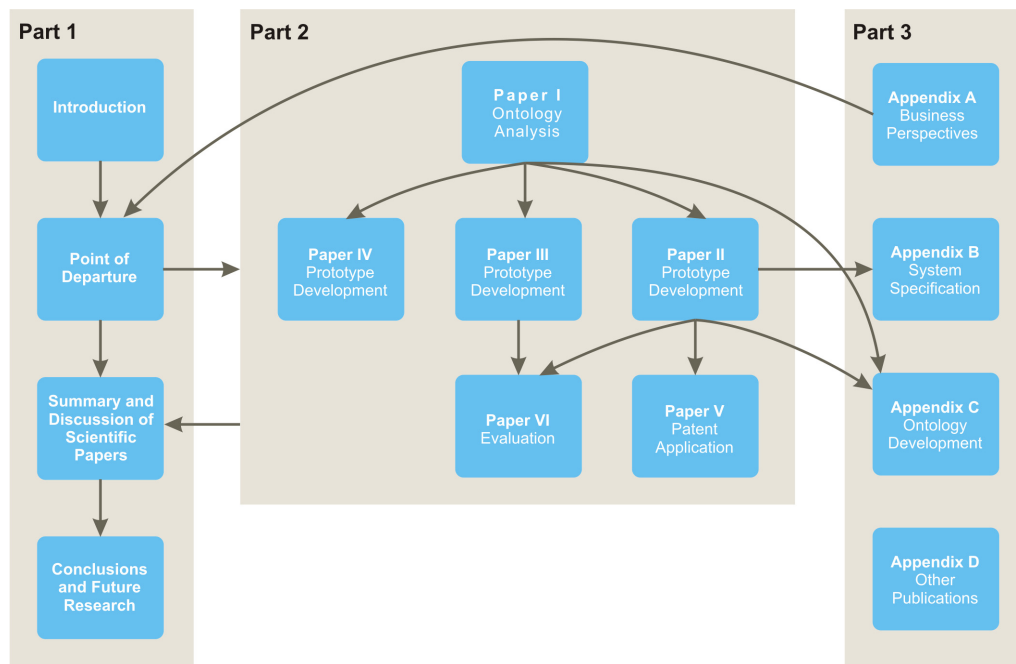 Part 1
Introduction
Point of
Departure
Summary and
Discussion of
Scientific
Papers
Conclusions
and Future
Research
Part 2
Paper I
Ontology
Analysis
Paper IV
Prototype
Development
Paper III
Prototype
Development
Paper II
Prototype
Development
Paper VI
Evaluation
Paper V
Patent
Application
Part 3
Appendix A
Business
Perspectives
Appendix B
System
Specification
Appendix C
Ontology
Development
Appendix D
Other
Publications